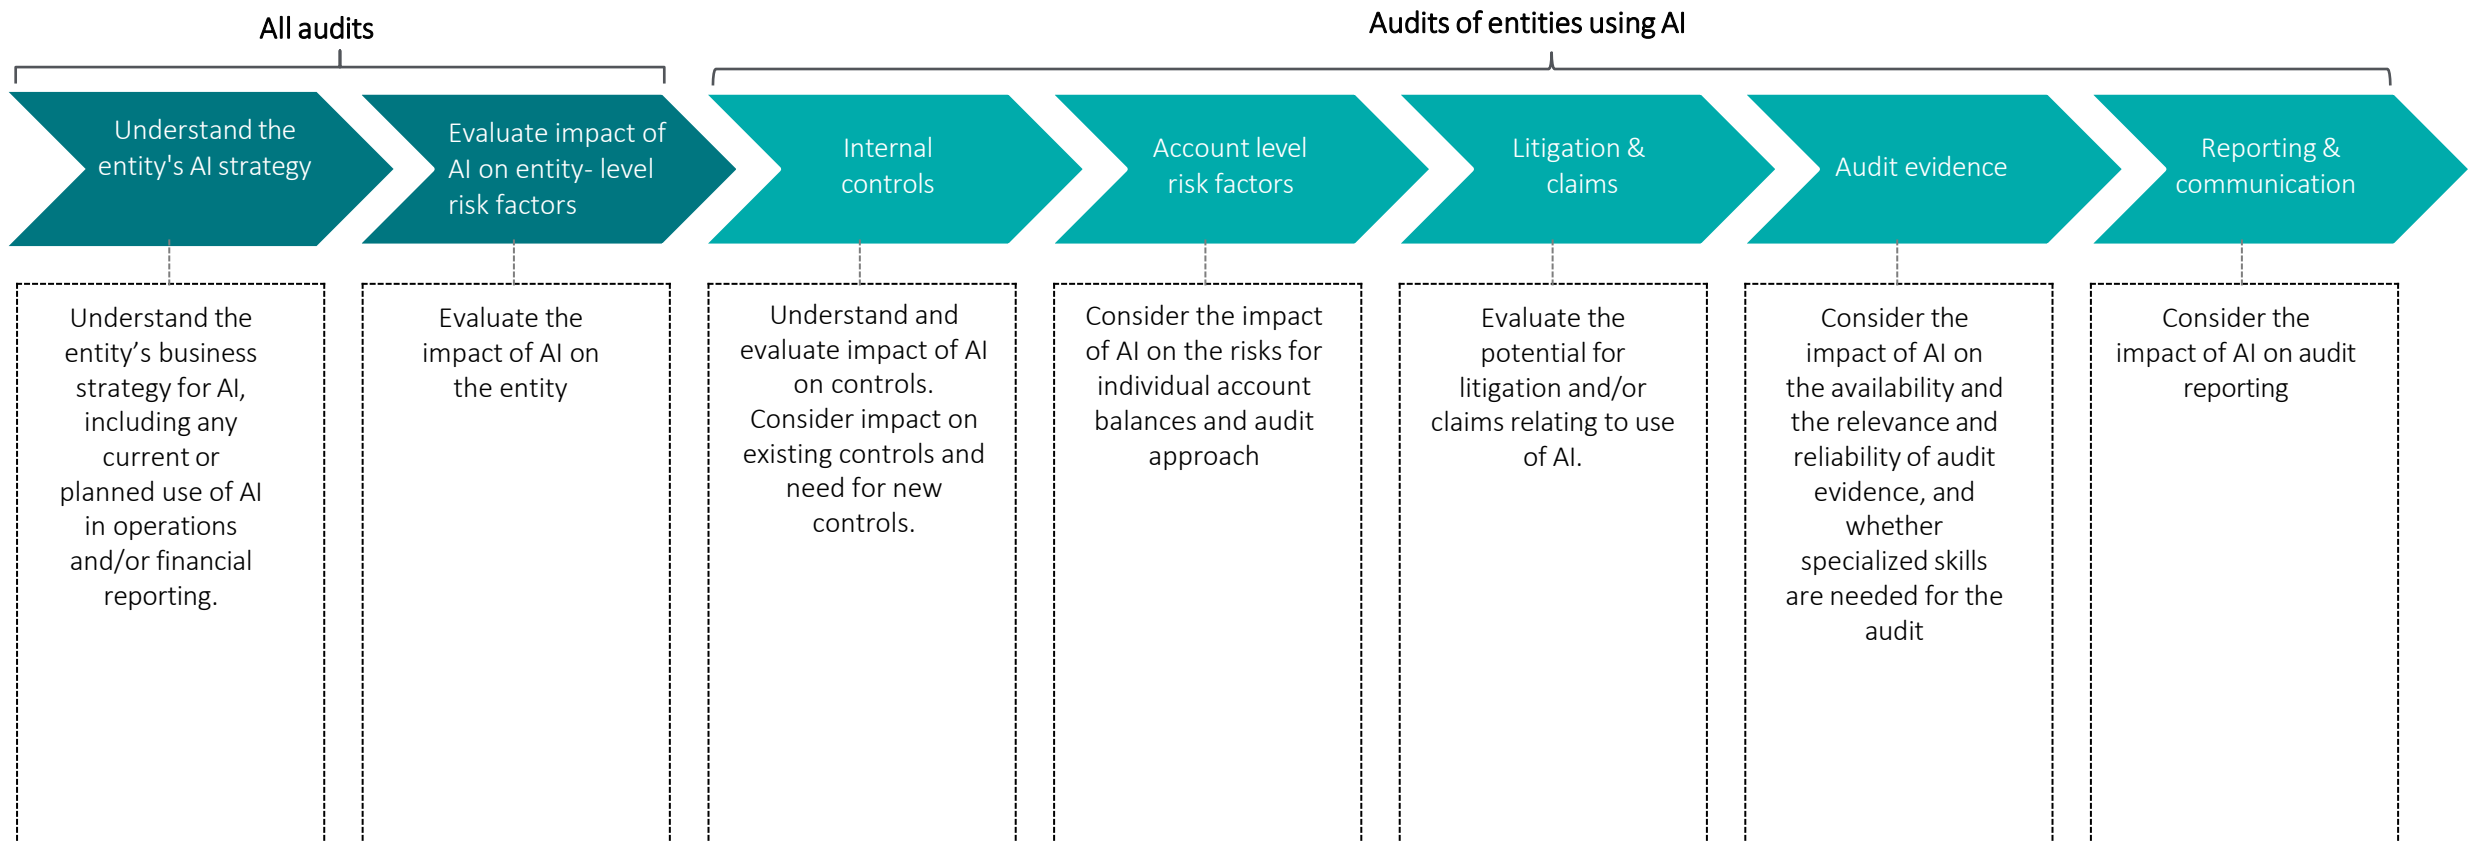 All audits
Audits of entities using AI
Understand the
entity's AI strategy
Evaluate impact of
AI on entity- level
risk factors
Internal
controls
Account level
risk factors
Litigation &
claims
Audit evidence
Reporting &
communication
Understand the
entity’s business
strategy for AI,
including any
current or
planned use of AI
in operations
and/or financial
reporting.
Evaluate the
impact of AI on
the entity
Understand and
evaluate impact of AI
on controls.
Consider impact on
existing controls and
need for new
controls.
Consider the impact
of AI on the risks for
individual account
balances and audit
approach
Evaluate the
potential for
litigation and/or
claims relating to use
of AI.
Consider the
impact of AI on
the availability and
the relevance and
reliability of audit
evidence, and
whether
specialized skills
are needed for the
audit
Consider the
impact of AI on audit
reporting